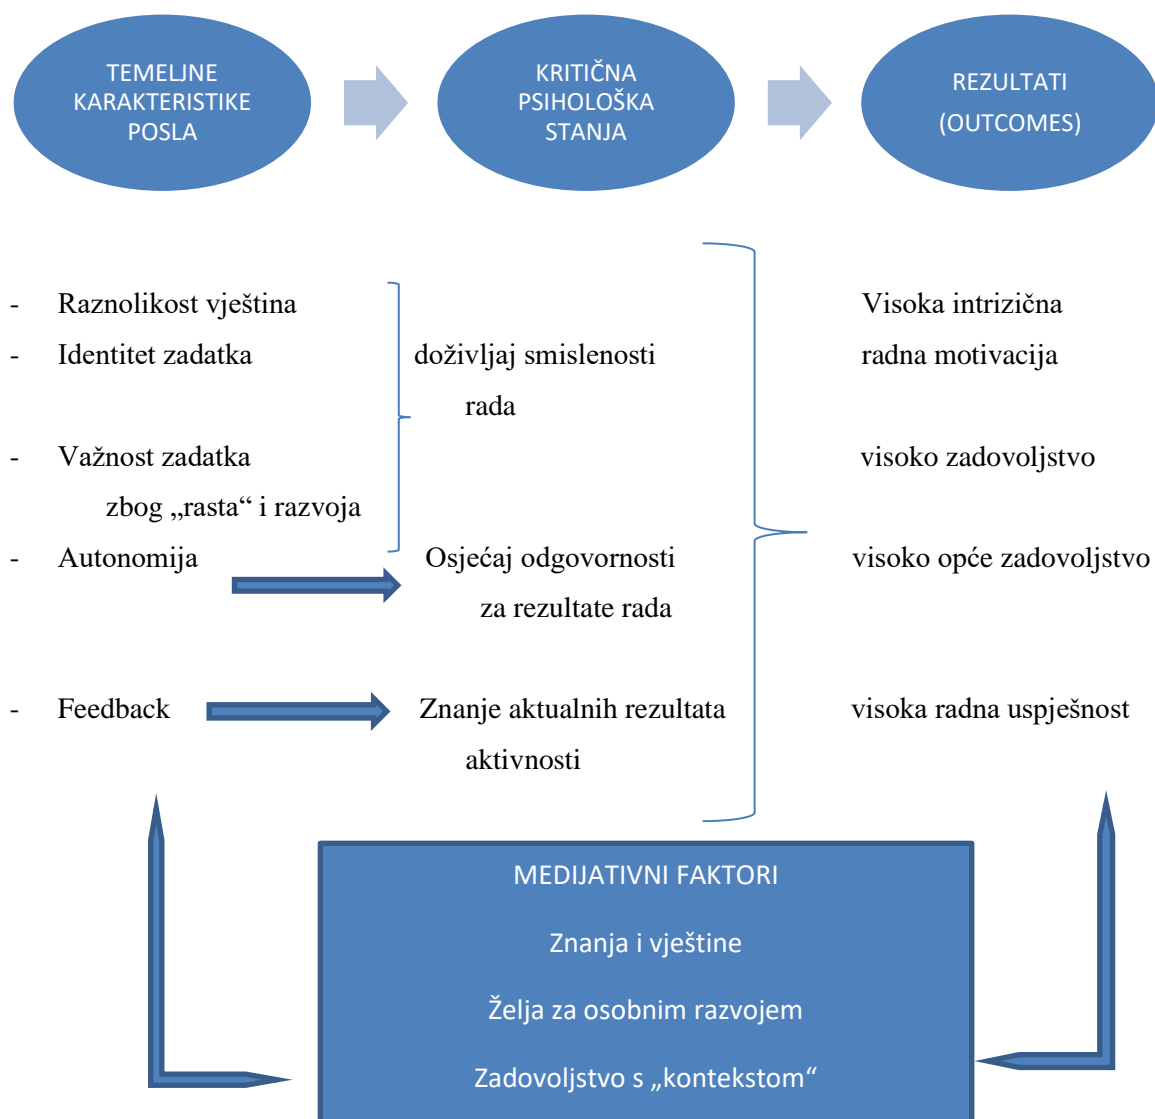 TEMELJNE
KARAKTERISTIKE
POSLA
KRITIČNA
PSIHOLOŠKA
STANJA
REZULTATI
(OUTCOMES)
- Raznolikost vještina
Visoka intrizična
- Identitet zadatka
doživljaj smislenosti
radna motivacija
rada
- Važnost zadatka
visoko zadovoljstvo
zbog „rasta“ i razvoja
- Autonomija
Osjećaj odgovornosti
visoko opće zadovoljstvo
za rezultate rada
- Feedback
Znanje aktualnih rezultata
visoka radna uspješnost
aktivnosti
MEDIJATIVNI FAKTORI
Znanja i vještine
Želja za osobnim razvojem
Zadovoljstvo s „kontekstom“